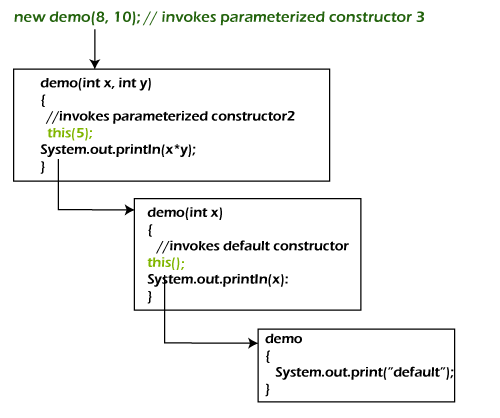 new demo(8, 10); // invokes parameterized constructor 3
demo(int x, int y)
{
//invokes parameterized constructor2
this(5);
System.out.println(x*y);
}
demo(int x)
{
//invokes default constructor
this();
System.out.println(x):
}
demo
{
System.out.print("default");
}